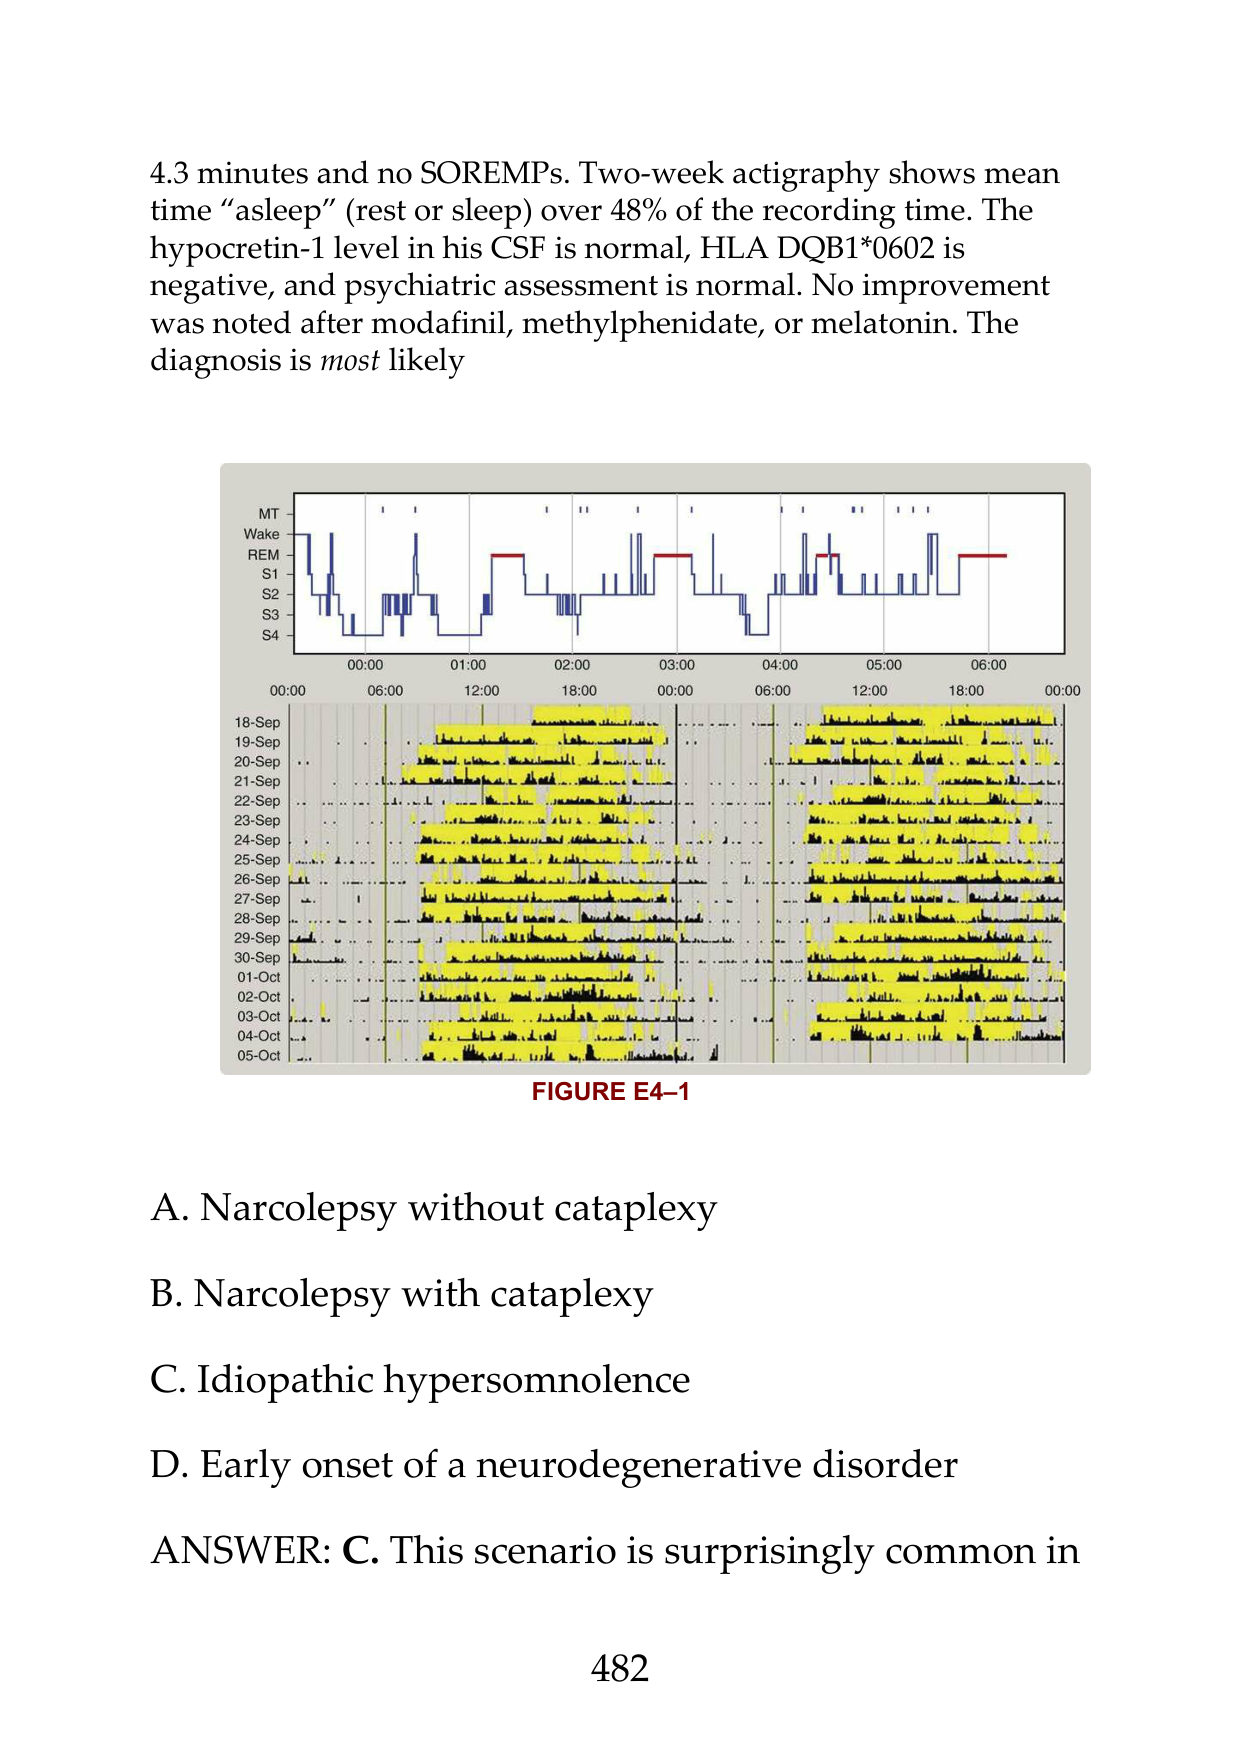 4.3 minutes and no SOREMPs. Two-week actigraphy shows mean
time “asleep” (rest or sleep) over 48% of the recording time. The
hypocretin-1 level in his CSF is normal, HLA DQB1*0602 is
negative, and psychiatric assessment is normal. No improvement
was noted after modafinil, methylphenidate, or melatonin. The
diagnosis is most likely
MT
Wake
REM
S1
S2
S3
S4
00:00 01:00 02:00 03:00 04:00 05:00 06:00
00:00 06:00 12:00 18:00 00:00 06:00 12:00 18:00 00:00
18-Sep
19-Sep
20-Sep
21-Sep
22-Sep
23-Sep
24-Sep
25-Sep
26-Sep
27-Sep
28-Sep
29-Sep
30-Sep
01-Oct
02-Oct
03-Oct
04-Oct
05-Oct
FIGURE E4–1
A. Narcolepsy without cataplexy
B. Narcolepsy with cataplexy
C. Idiopathic hypersomnolence
D. Early onset of a neurodegenerative disorder
ANSWER: C. This scenario is surprisingly common in
482